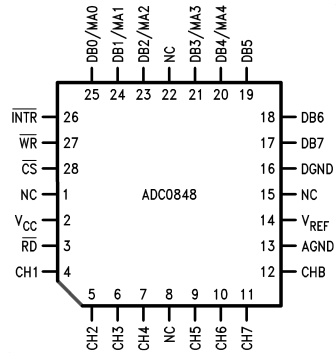 DB0/MA0
DB1/MA1
DB2/MA2
NC
DB3/MA3
DB4/MA4
DB5
25 24 23 22 21 20 19
INTR 26
WR 27
CS 28
NC 1
VCC 2
RD 3
CH1 4
ADC0848
18 DB6
17 DB7
16 DGND
15 NC
14 VREF
13 AGND
12 CHB
5 6 7 8 9 10 11
CH2
CH3
CH4
NC
CH5
CH6
CH7